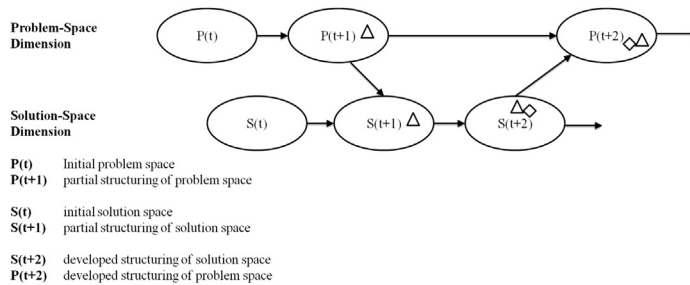 Problem-Space
Dimension
P(t)
P(t+1)
P(t+2)
Solution-Space
Dimension
S(t)
S(t+1)
S(t+2)
P(t) Initial problem space
P(t+1) partial structuring of problem space
S(t) initial solution space
S(t+1) partial structuring of solution space
S(t+2) developed structuring of solution space
P(t+2) developed structuring of problem space